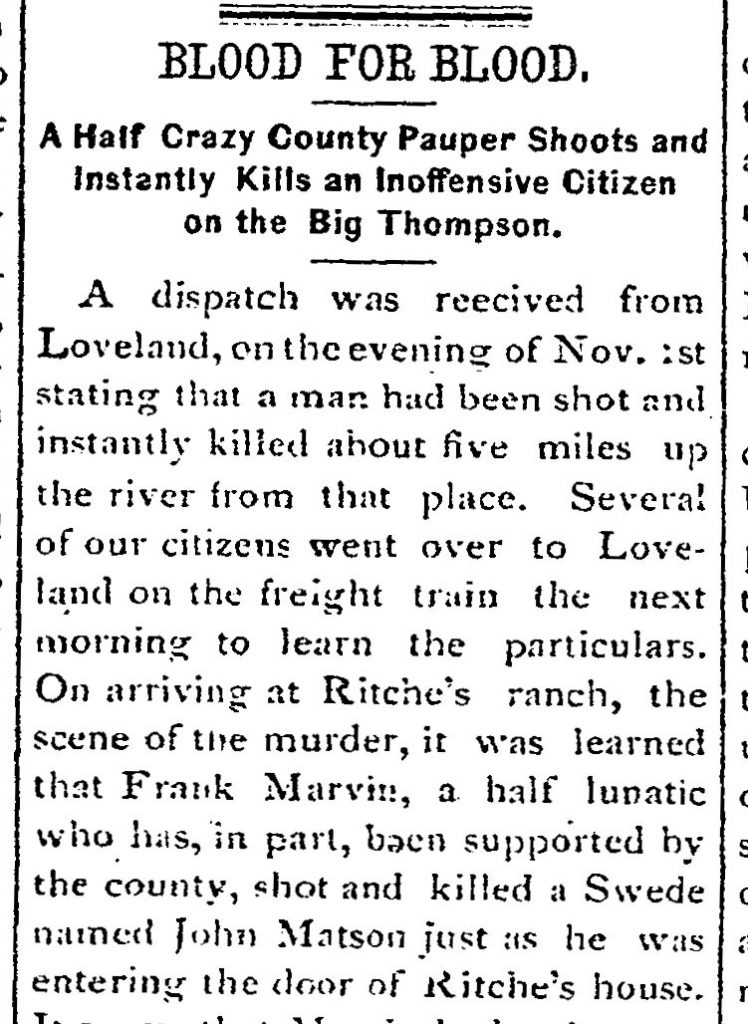 BLOOD FOR BLOOD.
A Half Crazy County Pauper Shoots and
Instantly Kills an Inoffensive Citizen
on the Big Thompson.
A dispatch was reecived from
Loveland, on the evening of Nov. 1st
stating that a man had been shot and
instantly killed about five miles up
the river from that place. Several
of our citizens went over to Love-
land on the freight train the next
morning to learn the particulars.
On arriving at Ritche's ranch, the
scene of the murder, it was learned
that Frank Marvin, a half lunatic
who has, in part, been supported by
the county, shot and killed a Swede
named John Matson just as he was
entering the door of Ritche's house.